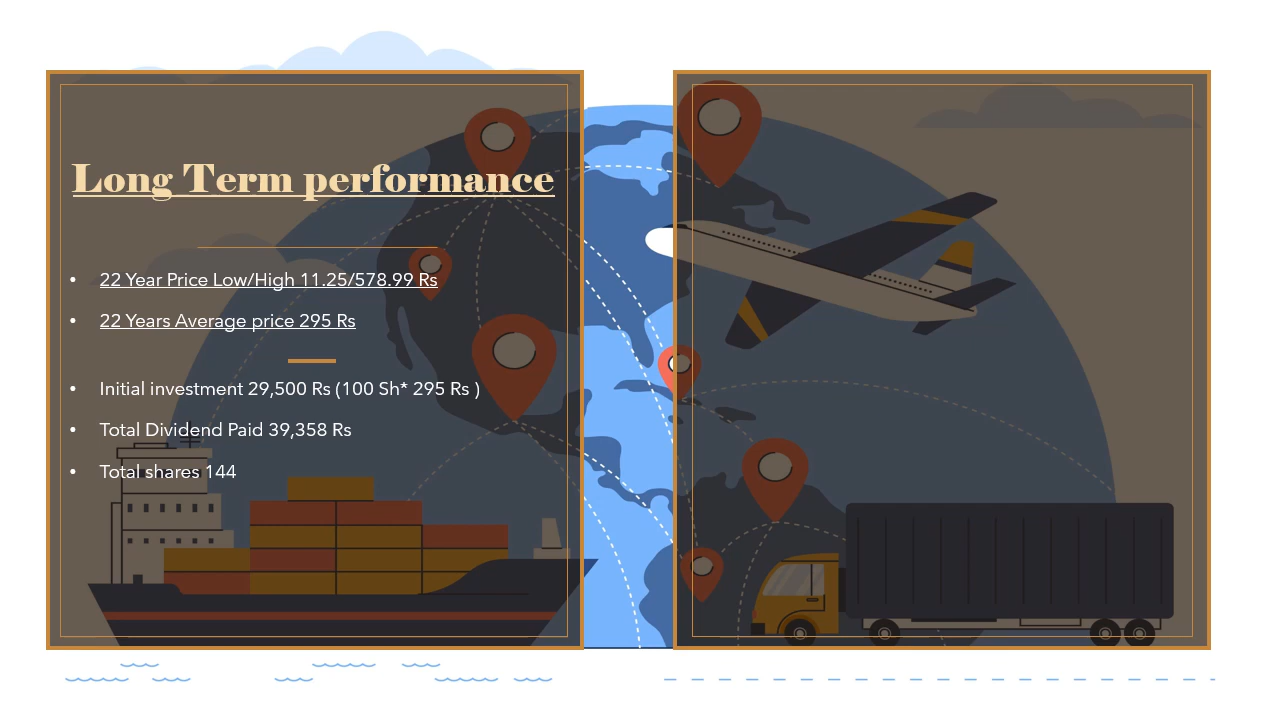 Long Term performance
• 22 Year Price Low/High 11.25/578.99 Rs
• 22 Years Average price 295 Rs
• Initial investment 29,500 Rs (100 Sh* 295 Rs )
• Total Dividend Paid 39,358 Rs
• Total shares 144